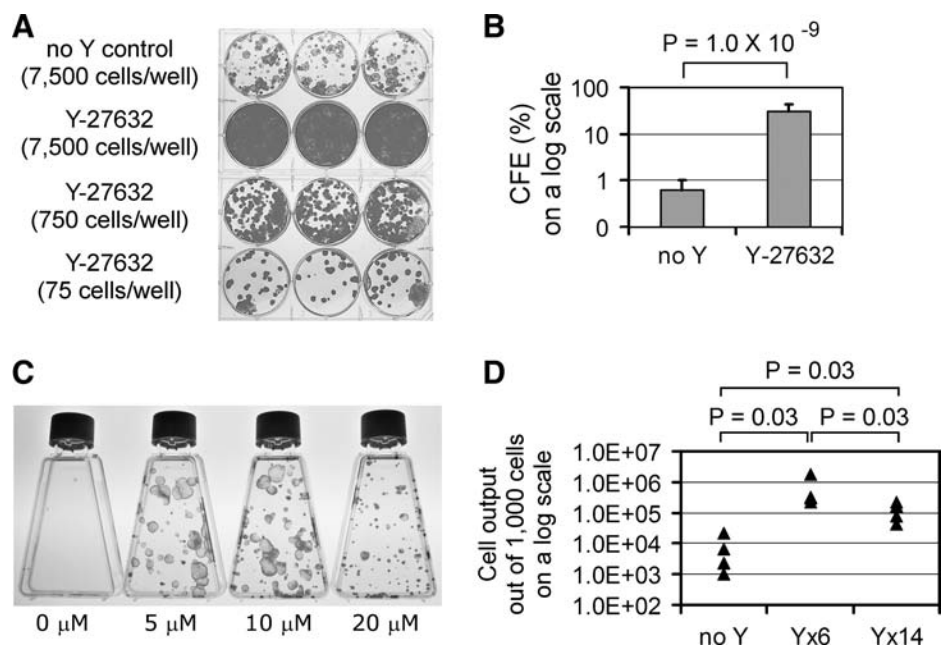 A
no Y control
(7,500 cells/well)
Y-27632
(7,500 cells/well)
Y-27632
(750 cells/well)
Y-27632
(75 cells/well)
B
P = 1.0 X 10 -9
CFE (%)
on a log scale
100
10
1
0
no Y
Y-27632
C
0 μM
5 μM
10 μM
20 μM
D
P = 0.03
P = 0.03
P = 0.03
Cell output
out of 1,000 cells
on a log scale
1.0E+07
1.0E+06
1.0E+05
1.0E+04
1.0E+03
1.0E+02
no Y
Yx6
Yx14